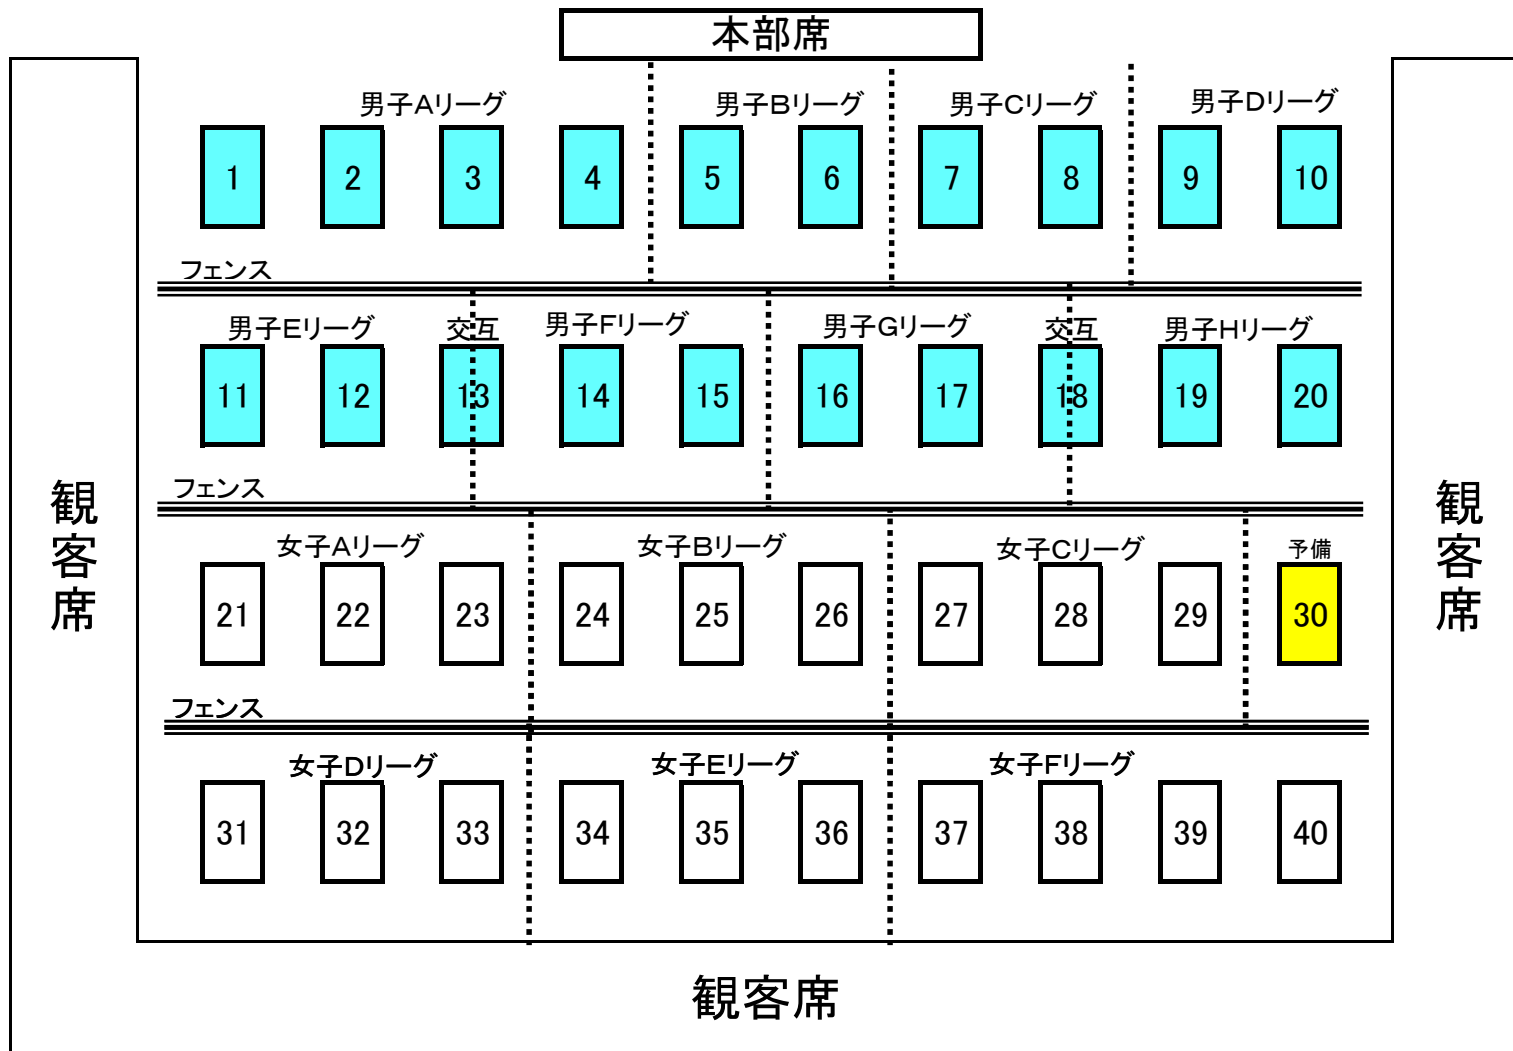 本部席
男子Aリーグ 男子Bリーグ 男子Cリーグ 男子Dリーグ
1 2 3 4 5 6 7 8 9 10
フェンス
男子Eリーグ 交互 男子Fリーグ 男子Gリーグ 交互 男子Hリーグ
11 12 13 14 15 16 17 18 19 20
フェンス
女子Aリーグ 女子Bリーグ 女子Cリーグ 予備
21 22 23 24 25 26 27 28 29 30
フェンス
女子Dリーグ 女子Eリーグ 女子Fリーグ
31 32 33 34 35 36 37 38 39 40
観客席
観客席
観客席